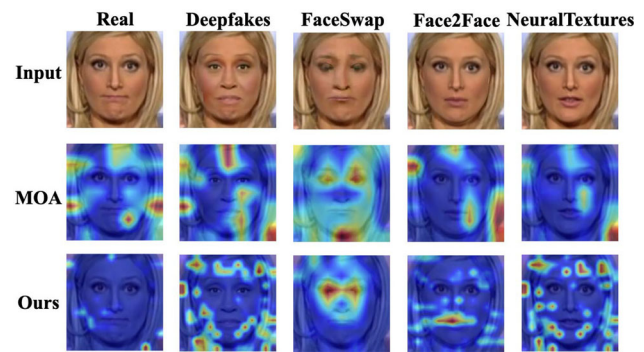 Real Deepfakes FaceSwap Face2Face NeuralTextures
Input
MOA
Ours